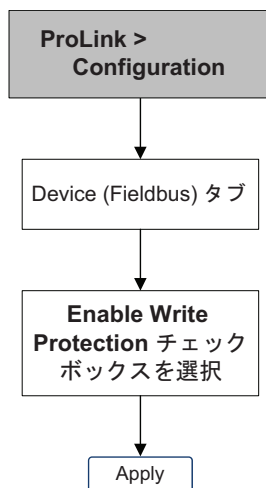 ProLink >
Configuration
Device (Fieldbus) タブ
Enable Write
Protection チェック
ボックスを選択
Apply